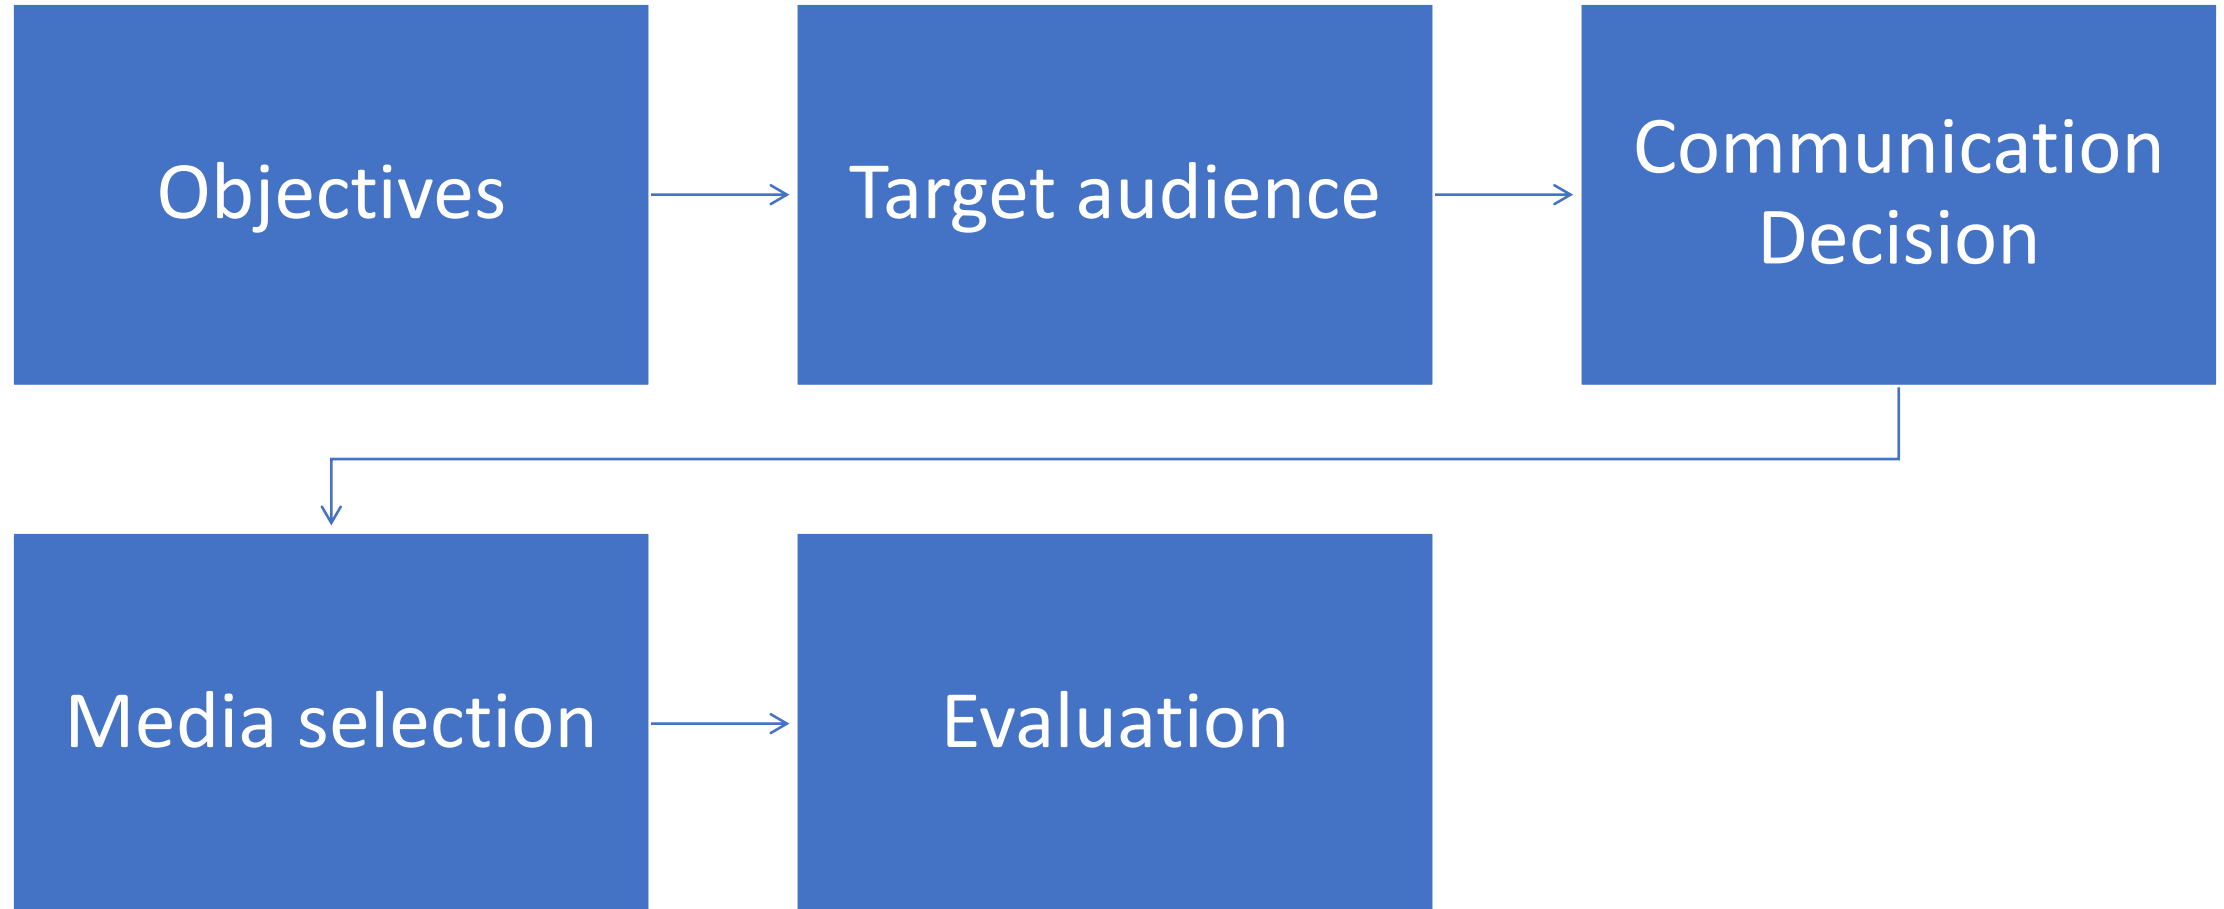 Objectives
Target audience
Communication
Decision
Media selection
Evaluation